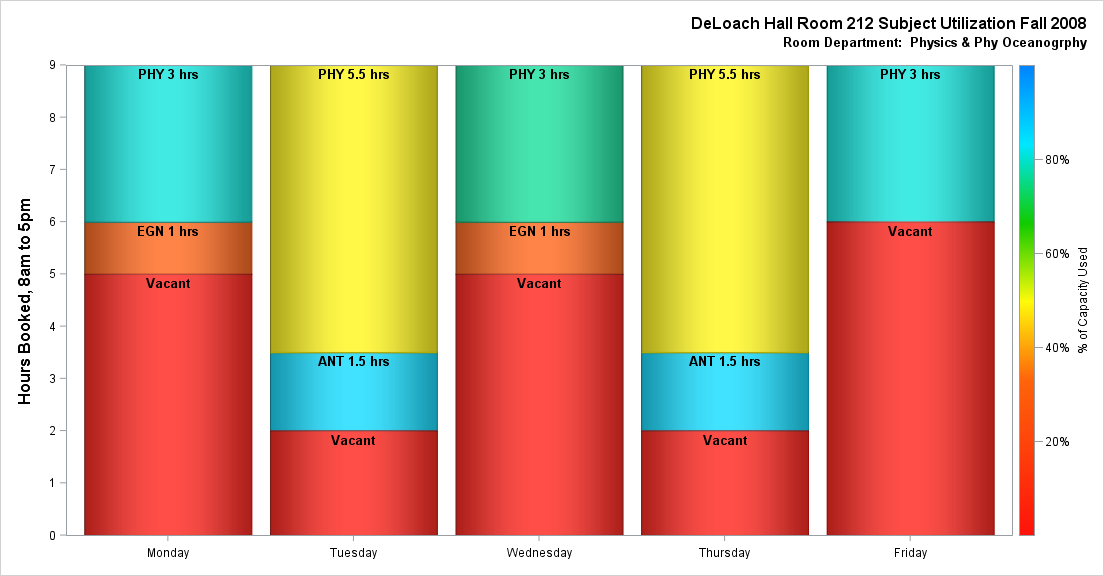 DeLoach Hall Room 212 Subject Utilization Fall 2008
Room Department:  Physics & Phy Oceanogrphy
Hours Booked, 8am to 5pm
9
8
7
6
5
4
3
2
1
0
PHY 3 hrs
EGN 1 hrs
Vacant
PHY 5.5 hrs
ANT 1.5 hrs
Vacant
PHY 3 hrs
EGN 1 hrs
Vacant
PHY 5.5 hrs
ANT 1.5 hrs
Vacant
PHY 3 hrs
Vacant
Monday
Tuesday
Wednesday
Thursday
Friday
80%
60%
40%
20%
% of Capacity Used